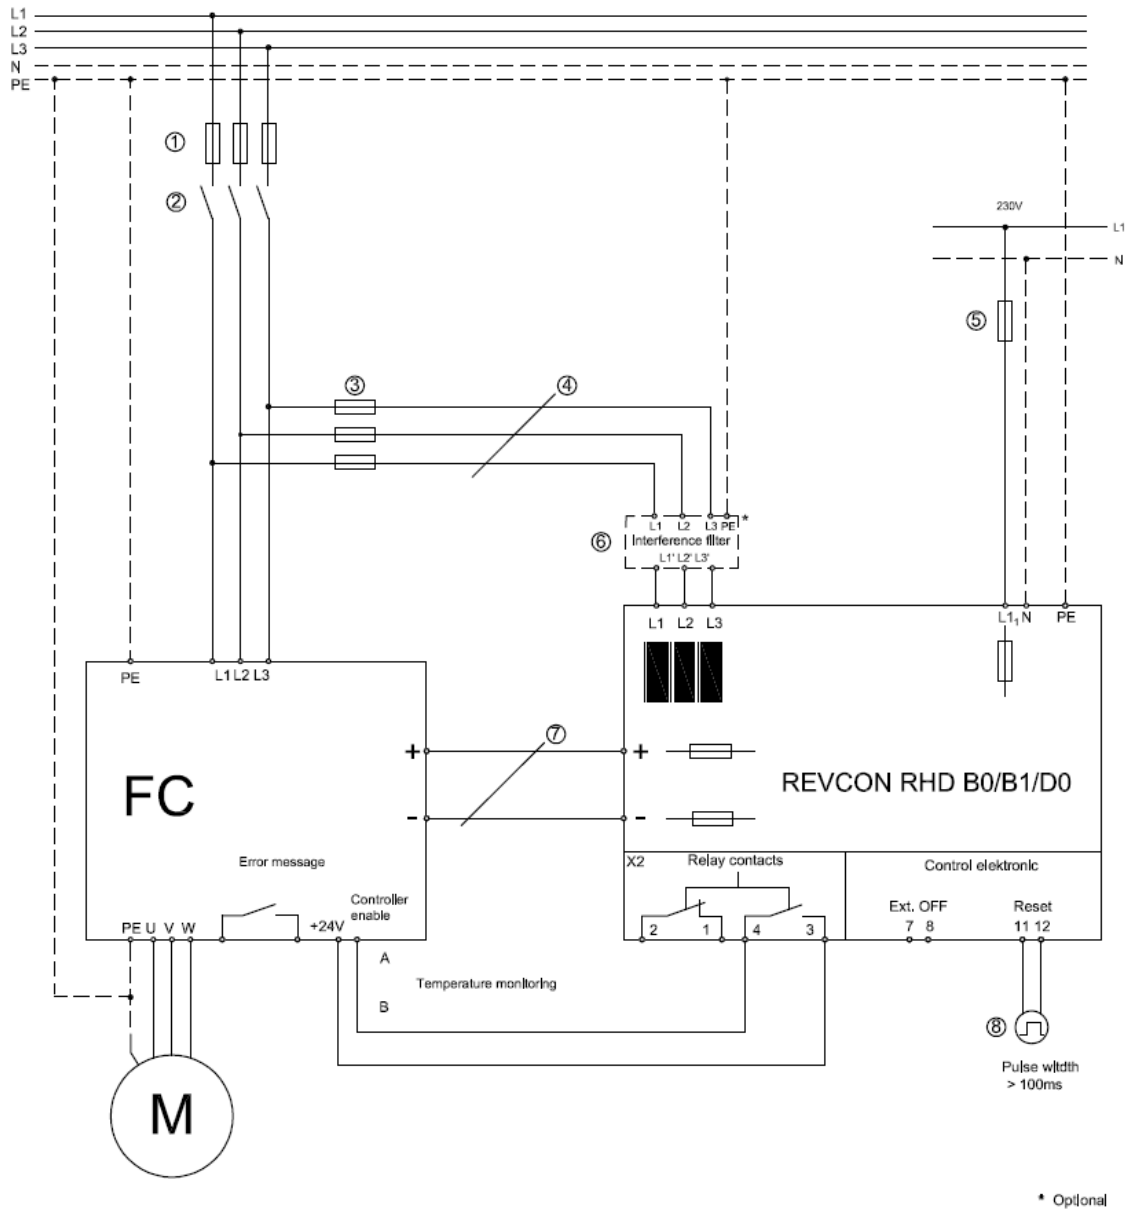 L1
L2
L3
N
PE
①
②
230V
L1
N
⑤
③
④
L1 L2 L3 PE *
Interference filter
⑥
L1' L2' L3'
L1 L2 L3
L1₁ N PE
PE L1 L2 L3
⑦
+ +
FC
REVCON RHD B0/B1/D0
- -
Error message
X2 Relay contacts
Control elektronic
Controller
enable
Ext. OFF
Reset
PE U V W
+24V
2 1 4 3
7 8
11 12
A
Temperature monitoring
B
⑧
Pulse witdth
> 100ms
M
* Optional